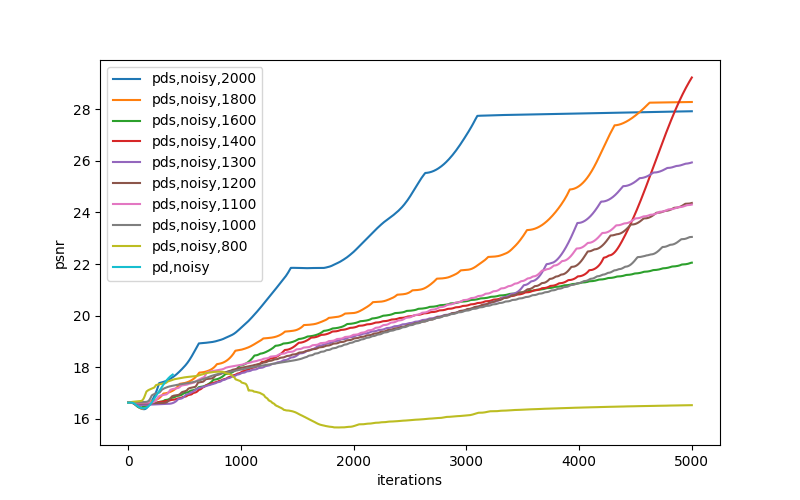 pds,noisy,2000
pds,noisy,1800
pds,noisy,1600
pds,noisy,1400
pds,noisy,1300
pds,noisy,1200
pds,noisy,1100
pds,noisy,1000
pds,noisy,800
pd,noisy
psnr
28
26
24
22
20
18
16
0 1000 2000 3000 4000 5000
iterations